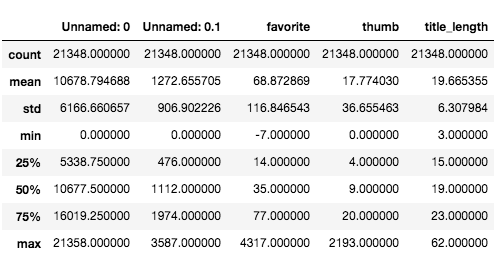 Unnamed: 0 Unnamed: 0.1 favorite thumb title_length
count 21348.000000 21348.000000 21348.000000 21348.000000 21348.000000
mean 10678.794688 1272.655705 68.872869 17.774030 19.665355
std 6166.660657 906.902226 116.846543 36.655463 6.307984
min 0.000000 0.000000 -7.000000 0.000000 3.000000
25% 5338.750000 476.000000 14.000000 4.000000 15.000000
50% 10677.500000 1112.000000 35.000000 9.000000 19.000000
75% 16019.250000 1974.000000 77.000000 20.000000 23.000000
max 21358.000000 3587.000000 4317.000000 2193.000000 62.000000